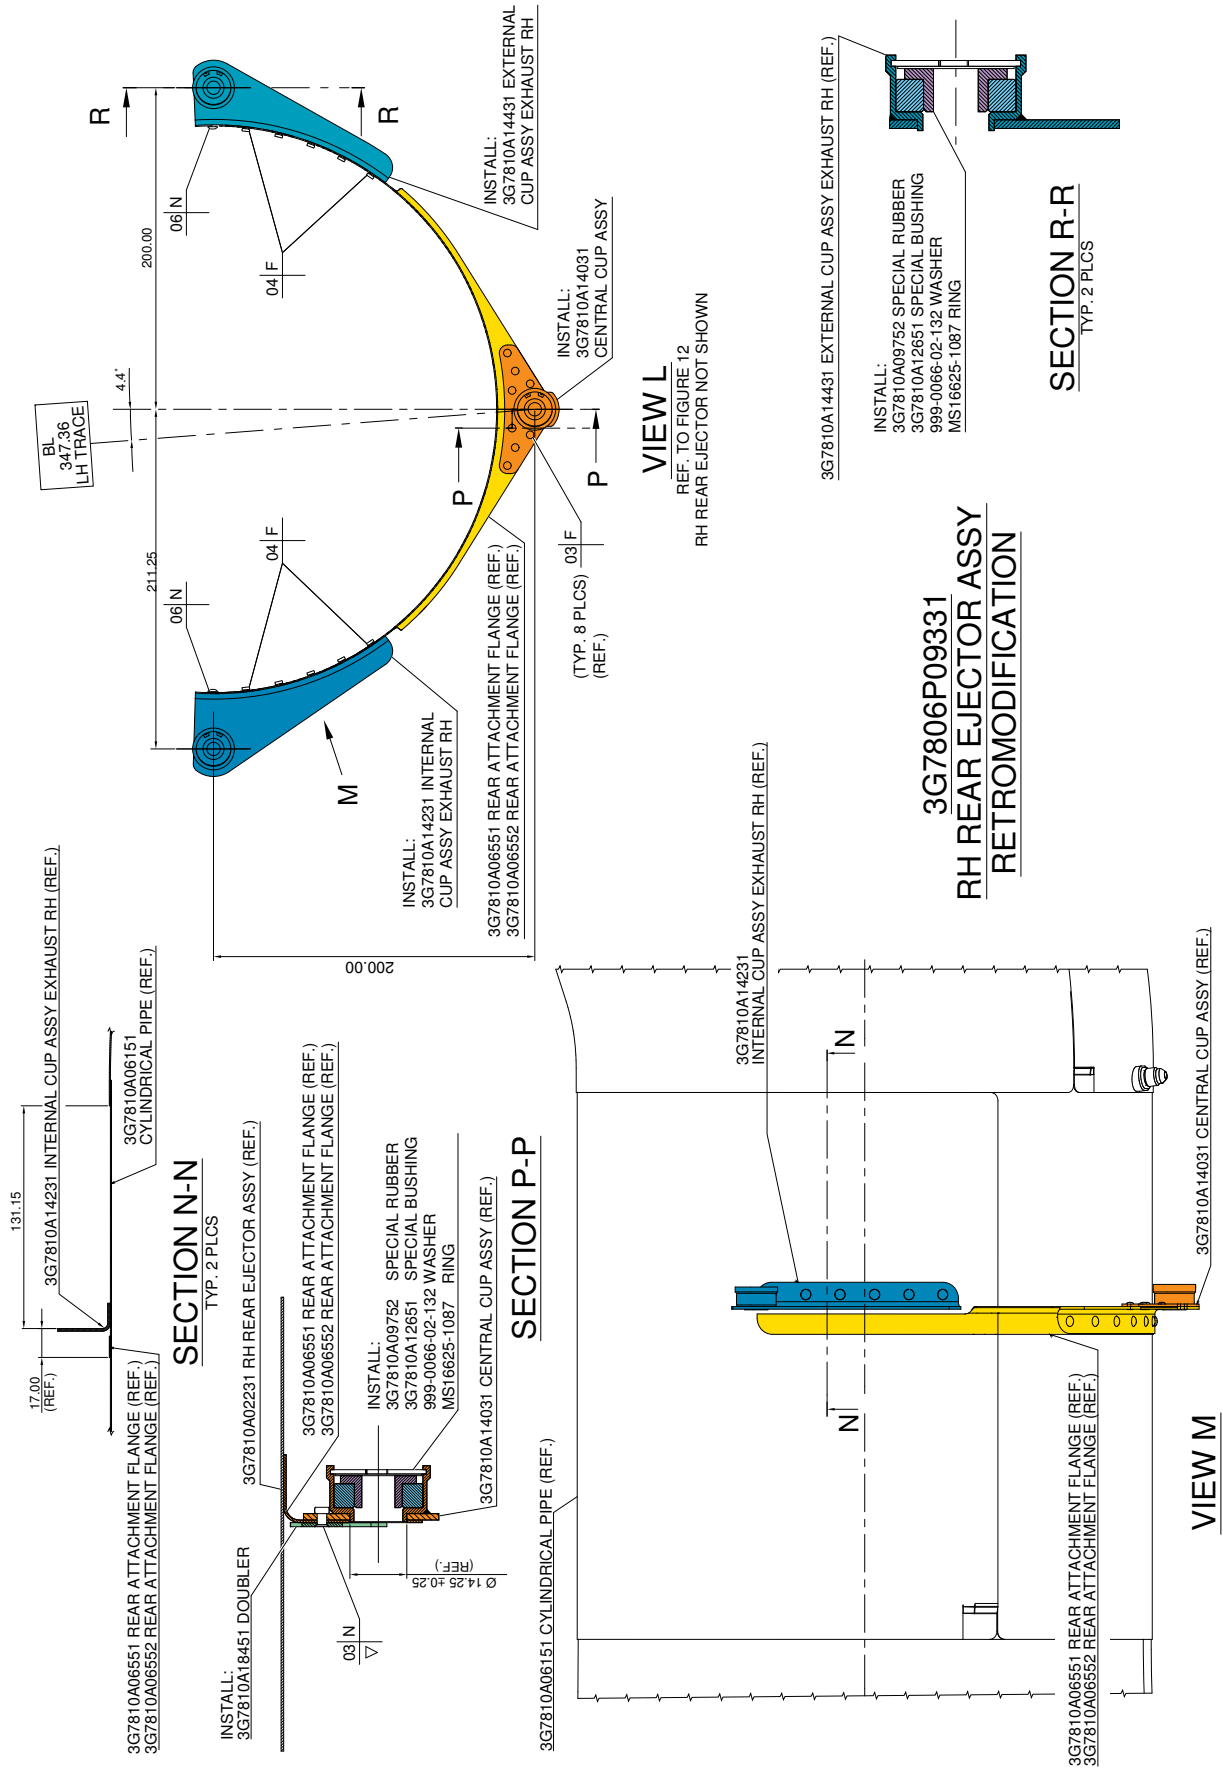 17.00
(REF.)
131.15
3G7810A14231 INTERNAL CUP ASSY EXHAUST RH (REF.)
3G7810A06151
CYLINDRICAL PIPE (REF.)
3G7810A06551 REAR ATTACHMENT FLANGE (REF.)
3G7810A06552 REAR ATTACHMENT FLANGE (REF.)
SECTION N-N
TYP. 2 PLCS
INSTALL:
3G7810A18451 DOUBLER
3G7810A02231 RH REAR EJECTOR ASSY (REF.)
3G7810A06551 REAR ATTACHMENT FLANGE (REF.)
3G7810A06552 REAR ATTACHMENT FLANGE (REF.)
03 N
Ø 14.25 ±0.25
(REF.)
INSTALL:
3G7810A09752 SPECIAL RUBBER
3G7810A12651 SPECIAL BUSHING
999-0066-02-132 WASHER
MS16625-1087 RING
3G7810A14031 CENTRAL CUP ASSY (REF.)
SECTION P-P
BL
347.36
LH TRACE
4.4°
211.25
200.00
200.00
06 N
04 F
04 F
06 N
R
R
M
P
P
INSTALL:
3G7810A14231 INTERNAL
CUP ASSY EXHAUST RH
3G7810A06551 REAR ATTACHMENT FLANGE (REF.)
3G7810A06552 REAR ATTACHMENT FLANGE (REF.)
03 F
(TYP. 8 PLCS)
(REF.)
INSTALL:
3G7810A14031
CENTRAL CUP ASSY
INSTALL:
3G7810A14431 EXTERNAL
CUP ASSY EXHAUST RH
VIEW L
REF. TO FIGURE 12
RH REAR EJECTOR NOT SHOWN
3G7810A06151 CYLINDRICAL PIPE (REF.)
3G7810A14231
INTERNAL CUP ASSY EXHAUST RH (REF.)
N
N
3G7810A06551 REAR ATTACHMENT FLANGE (REF.)
3G7810A06552 REAR ATTACHMENT FLANGE (REF.)
3G7810A14031 CENTRAL CUP ASSY (REF.)
VIEW M
3G7806P09331
RH REAR EJECTOR ASSY
RETROMODIFICATION
3G7810A14431 EXTERNAL CUP ASSY EXHAUST RH (REF.)
INSTALL:
3G7810A09752 SPECIAL RUBBER
3G7810A12651 SPECIAL BUSHING
999-0066-02-132 WASHER
MS16625-1087 RING
SECTION R-R
TYP. 2 PLCS